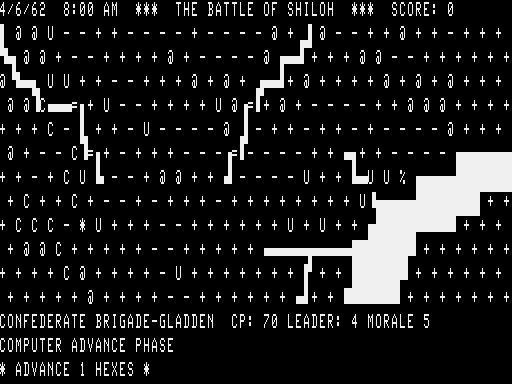 4/6/62 8:00 AM *** THE BATTLE OF SHILOH *** SCORE: 0
CONFEDERATE BRIGADE-GLADDEN CP: 70 LEADER: 4 MORALE 5
COMPUTER ADVANCE PHASE
* ADVANCE 1 HEXES *